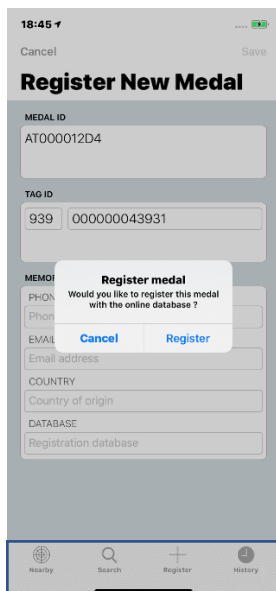 18:45
Cancel Save
Register New Medal
MEDAL ID
AT000012D4
TAG ID
939 000000043931
MEMOR
Register medal
Would you like to register this medal
with the online database ?
Cancel Register
PHON
Phon
EMAIL
Email address
COUNTRY
Country of origin
DATABASE
Registration database
Nearby Search Register History